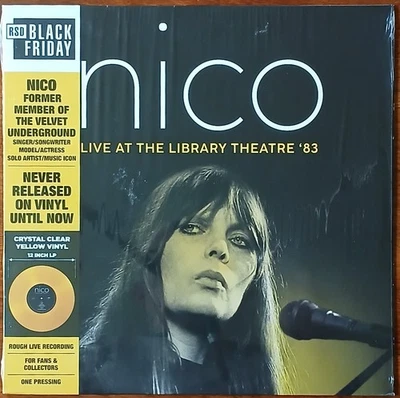 RSD BLACK
FRIDAY
nico
LIVE AT THE LIBRARY THEATRE '83
NICO
FORMER
MEMBER OF
THE VELVET
UNDERGROUND
SINGER/SONGWRITER
MODEL/ACTRESS
SOLO ARTIST/MUSIC ICON
NEVER
RELEASED
ON VINYL
UNTIL NOW
CRYSTAL CLEAR
YELLOW VINYL
12 INCH LP
nico
ROUGH LIVE RECORDING
FOR FANS &
COLLECTORS
ONE PRESSING